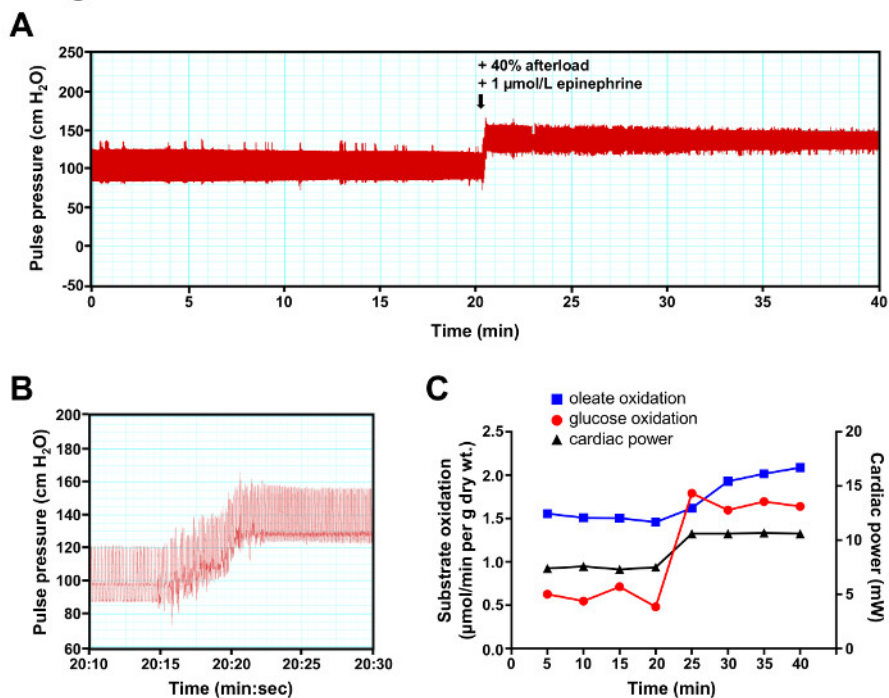 A
Pulse pressure (cm H₂O)
250
200
150
100
50
0
-50
+ 40% afterload
+ 1 µmol/L epinephrine
0 5 10 15 20 25 30 35 40
Time (min)
B
Pulse pressure (cm H₂O)
200
180
160
140
120
100
80
60
20:10 20:15 20:20 20:25 20:30
Time (min:sec)
C
oleate oxidation
glucose oxidation
cardiac power
Substrate oxidation
(µmol/min per g dry wt.)
2.5
2.0
1.5
1.0
0.5
0.0
20
15
10
5
0
Cardiac power (mW)
0 5 10 15 20 25 30 35 40
Time (min)